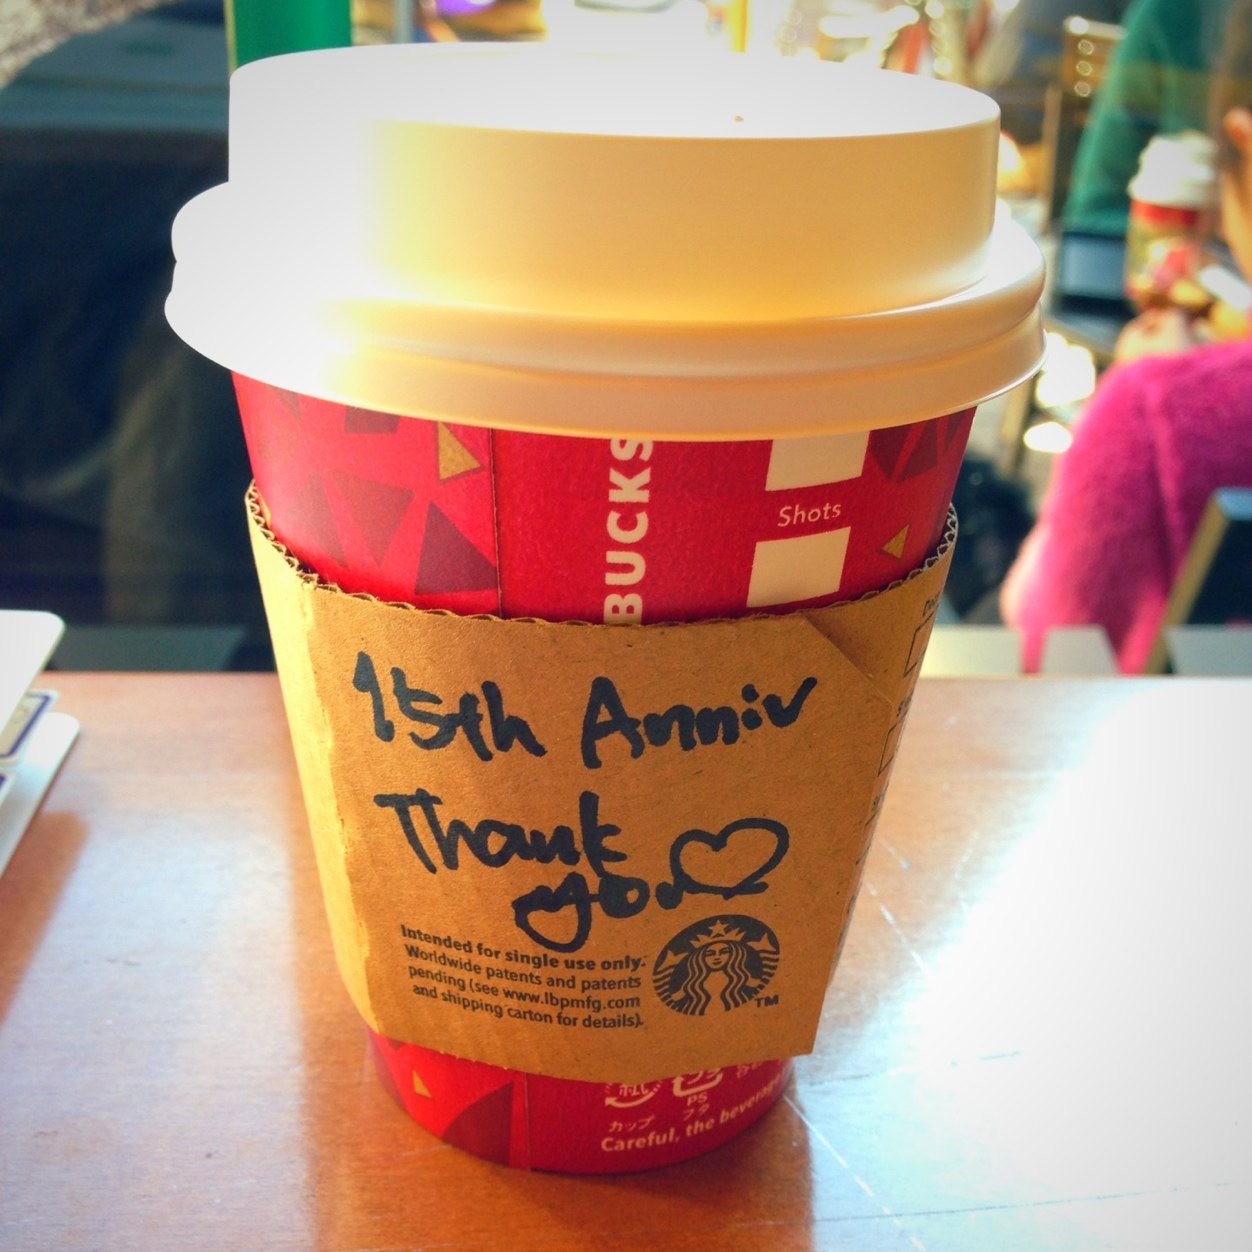 BUCKS
Shots
15th Anniv
Thank
you
Intended for single use only.
Worldwide patents and patents
pending (see www.lbpmfg.com
and shipping carton for details).
TM
紙
PS
カップ
フタ
Careful, the beverage